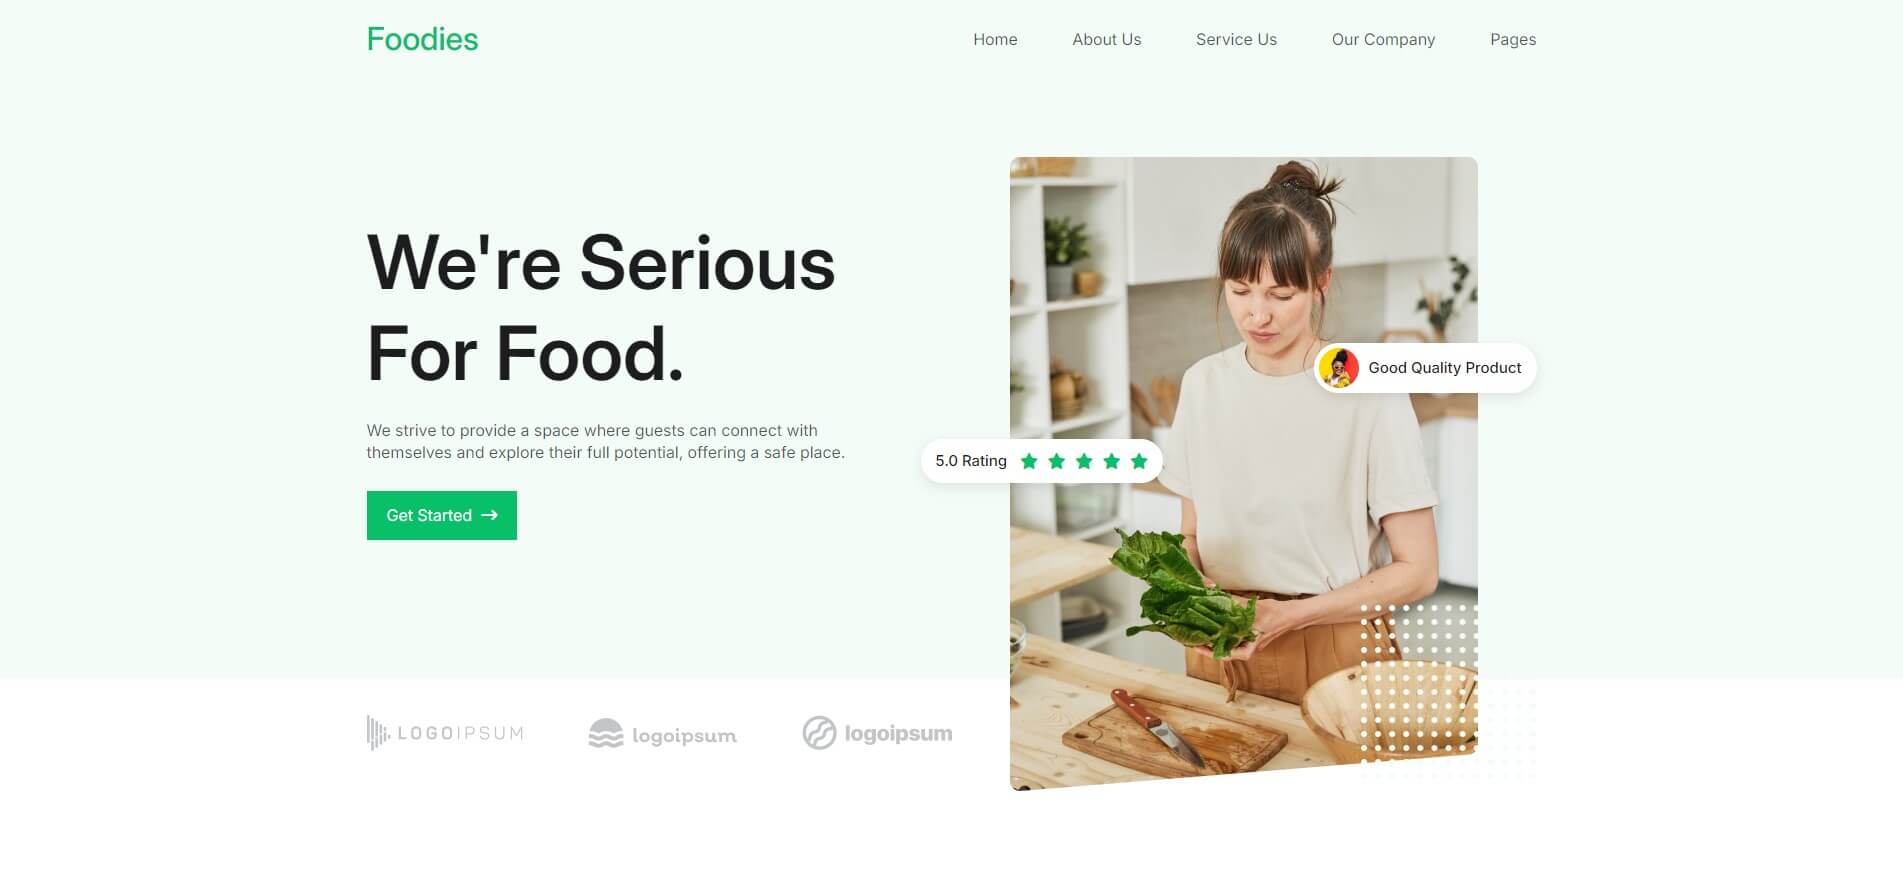 Foodies
Home
About Us
Service Us
Our Company
Pages
We're Serious
For Food.
We strive to provide a space where guests can connect with
themselves and explore their full potential, offering a safe place.
Get Started
Good Quality Product
5.0 Rating
LOGOIPSUM
logoipsum
logoipsum